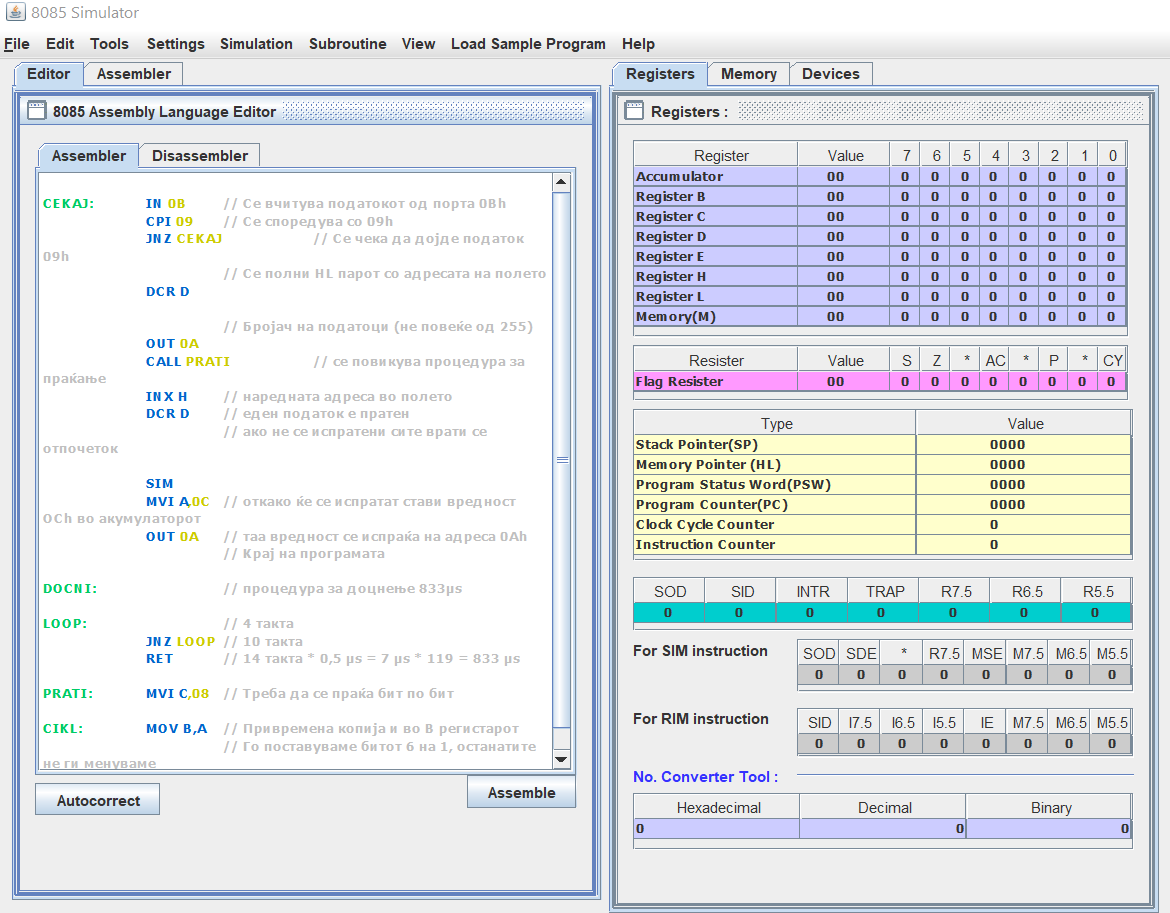 8085 Simulator
File Edit Tools Settings Simulation Subroutine View Load Sample Program Help
Editor Assembler
8085 Assembly Language Editor
Assembler Disassembler
CEKAJ: IN 0B // Се вчитува податокот од порта 0Bh
CPI 09 // Се споредува со 09h
JNZ CEKAJ // Се чека да дојде податок
09h
// Се полни HL парот со адресата на полето
DCR D
// Бројач на податоци (не повеќе од 255)
OUT 0A
CALL PRATI // се повикува процедура за
праќање
INX H // наредната адреса во полето
DCR D // еден податок е пратен
// ако не се испратени сите врати се
отпочеток
SIM
MVI A,0C // откако ќе се испратат стави вредност
0Ch во акумулаторот
OUT 0A // таа вредност се испраќа на адреса 0Ah
// Крај на програмата
DOCNI: // процедура за доцнење 833µs
LOOP: // 4 такта
JNZ LOOP // 10 такта
RET // 14 такта * 0,5 µs = 7 µs * 119 = 833 µs
PRATI: MVI C,08 // Треба да се праќа бит по бит
CIKL: MOV B,A // Привремена копија и во B регистарот
// Го поставуваме битот 6 на 1, останатите
не ги менуваме
Autocorrect
Assemble
Registers Memory Devices
Registers :
Register Value 7 6 5 4 3 2 1 0
Accumulator 00 0 0 0 0 0 0 0 0
Register B 00 0 0 0 0 0 0 0 0
Register C 00 0 0 0 0 0 0 0 0
Register D 00 0 0 0 0 0 0 0 0
Register E 00 0 0 0 0 0 0 0 0
Register H 00 0 0 0 0 0 0 0 0
Register L 00 0 0 0 0 0 0 0 0
Memory(M) 00 0 0 0 0 0 0 0 0
Resister Value S Z * AC * P * CY
Flag Resister 00 0 0 0 0 0 0 0 0
Type Value
Stack Pointer(SP) 0000
Memory Pointer (HL) 0000
Program Status Word(PSW) 0000
Program Counter(PC) 0000
Clock Cycle Counter 0
Instruction Counter 0
SOD SID INTR TRAP R7.5 R6.5 R5.5
0 0 0 0 0 0 0
For SIM instruction
SOD SDE * R7.5 MSE M7.5 M6.5 M5.5
0 0 0 0 0 0 0 0
For RIM instruction
SID I7.5 I6.5 I5.5 IE M7.5 M6.5 M5.5
0 0 0 0 0 0 0 0
No. Converter Tool :
Hexadecimal Decimal Binary
0 0 0